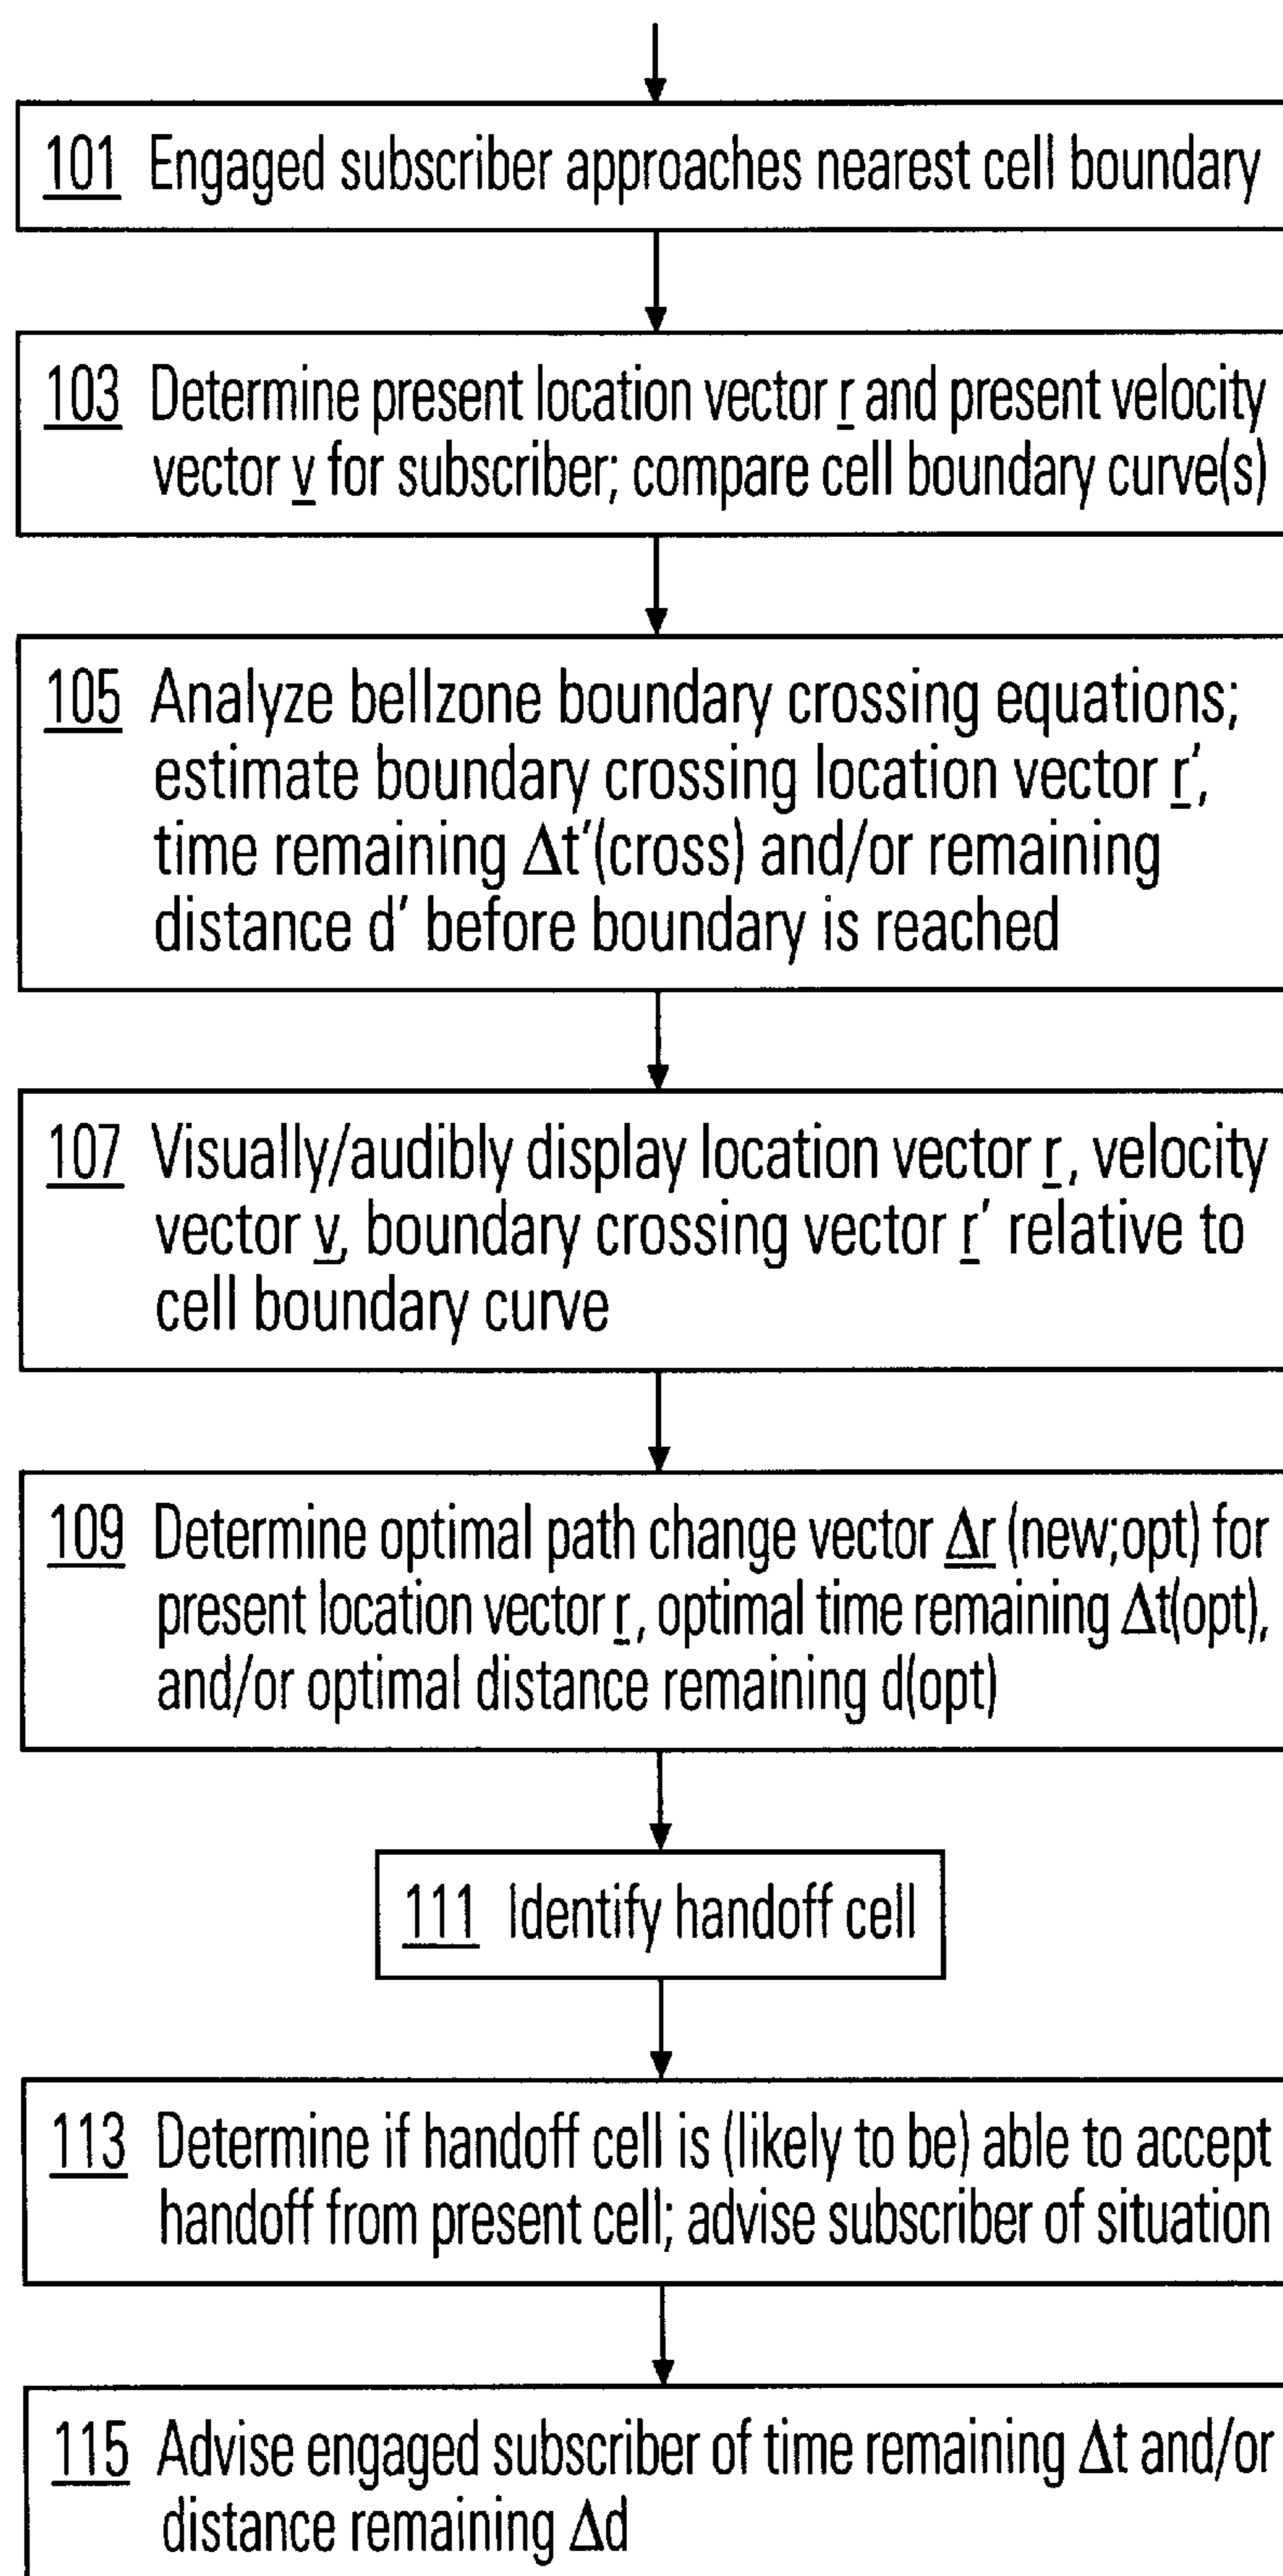 101 Engaged subscriber approaches nearest cell boundary
103 Determine present location vector r and present velocity
vector v for subscriber; compare cell boundary curve(s)
105 Analyze bellzone boundary crossing equations;
estimate boundary crossing location vector r',
time remaining Δt'(cross) and/or remaining
distance d' before boundary is reached
107 Visually/audibly display location vector r, velocity
vector v, boundary crossing vector r' relative to
cell boundary curve
109 Determine optimal path change vector Δr (new;opt) for
present location vector r, optimal time remaining Δt(opt),
and/or optimal distance remaining d(opt)
111 Identify handoff cell
113 Determine if handoff cell is (likely to be) able to accept
handoff from present cell; advise subscriber of situation
115 Advise engaged subscriber of time remaining Δt and/or
distance remaining Δd